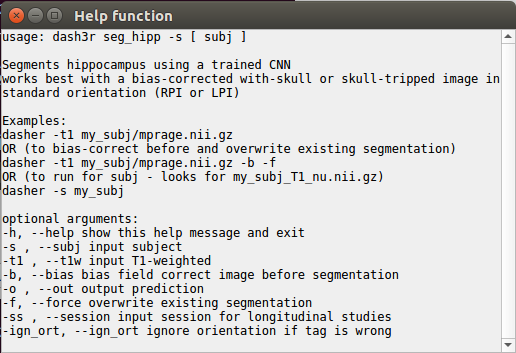 Help function
usage: dash3r seg_hipp -s [ subj ]
Segments hippocampus using a trained CNN
works best with a bias-corrected with-skull or skull-tripped image in
standard orientation (RPI or LPI)
Examples:
dasher -t1 my_subj/mprage.nii.gz
OR (to bias-correct before and overwrite existing segmentation)
dasher -t1 my_subj/mprage.nii.gz -b -f
OR (to run for subj - looks for my_subj_T1_nu.nii.gz)
dasher -s my_subj
optional arguments:
-h, --help show this help message and exit
-s , --subj input subject
-t1 , --t1w input T1-weighted
-b, --bias bias field correct image before segmentation
-o , --out output prediction
-f, --force overwrite existing segmentation
-ss , --session input session for longitudinal studies
-ign_ort, --ign_ort ignore orientation if tag is wrong